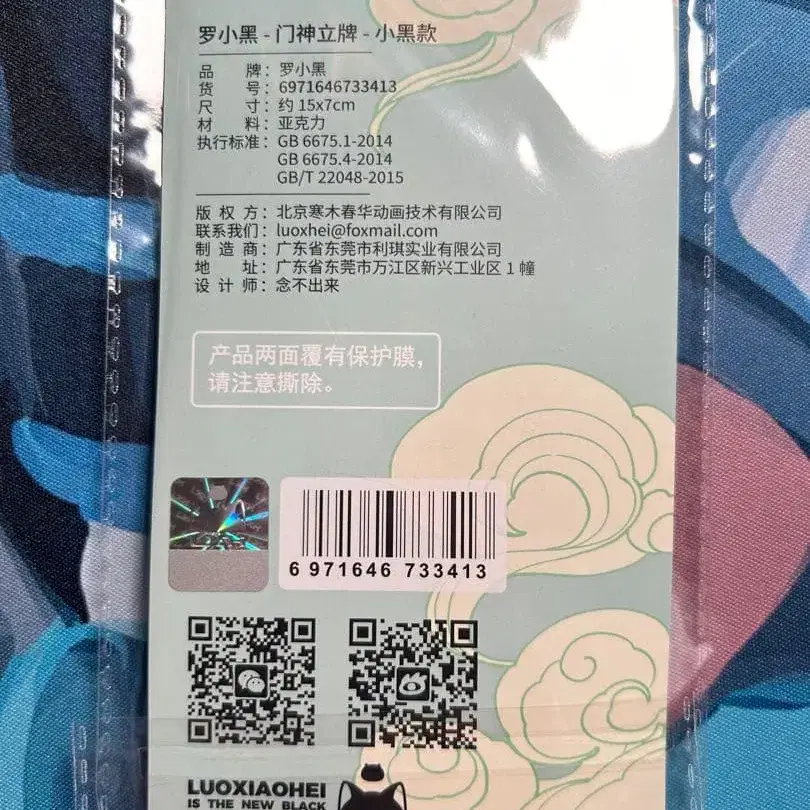 罗小黑 - 门神立牌 - 小黑款
品 牌：罗小黑
货 号：6971646733413
尺 寸：约 15x7cm
材 料：亚克力
执行标准：GB 6675.1-2014
GB 6675.4-2014
GB/T 22048-2015
版 权 方：北京寒木春华动画技术有限公司
联系我们：luoxhei@foxmail.com
制 造 商：广东省东莞市利琪实业有限公司
地 址：广东省东莞市万江区新兴工业区 1 幢
设 计 师：念不出来
产品两面覆有保护膜，
请注意撕除。
6 971646 733413
LUOXIAOHEI
IS THE NEW BLACK